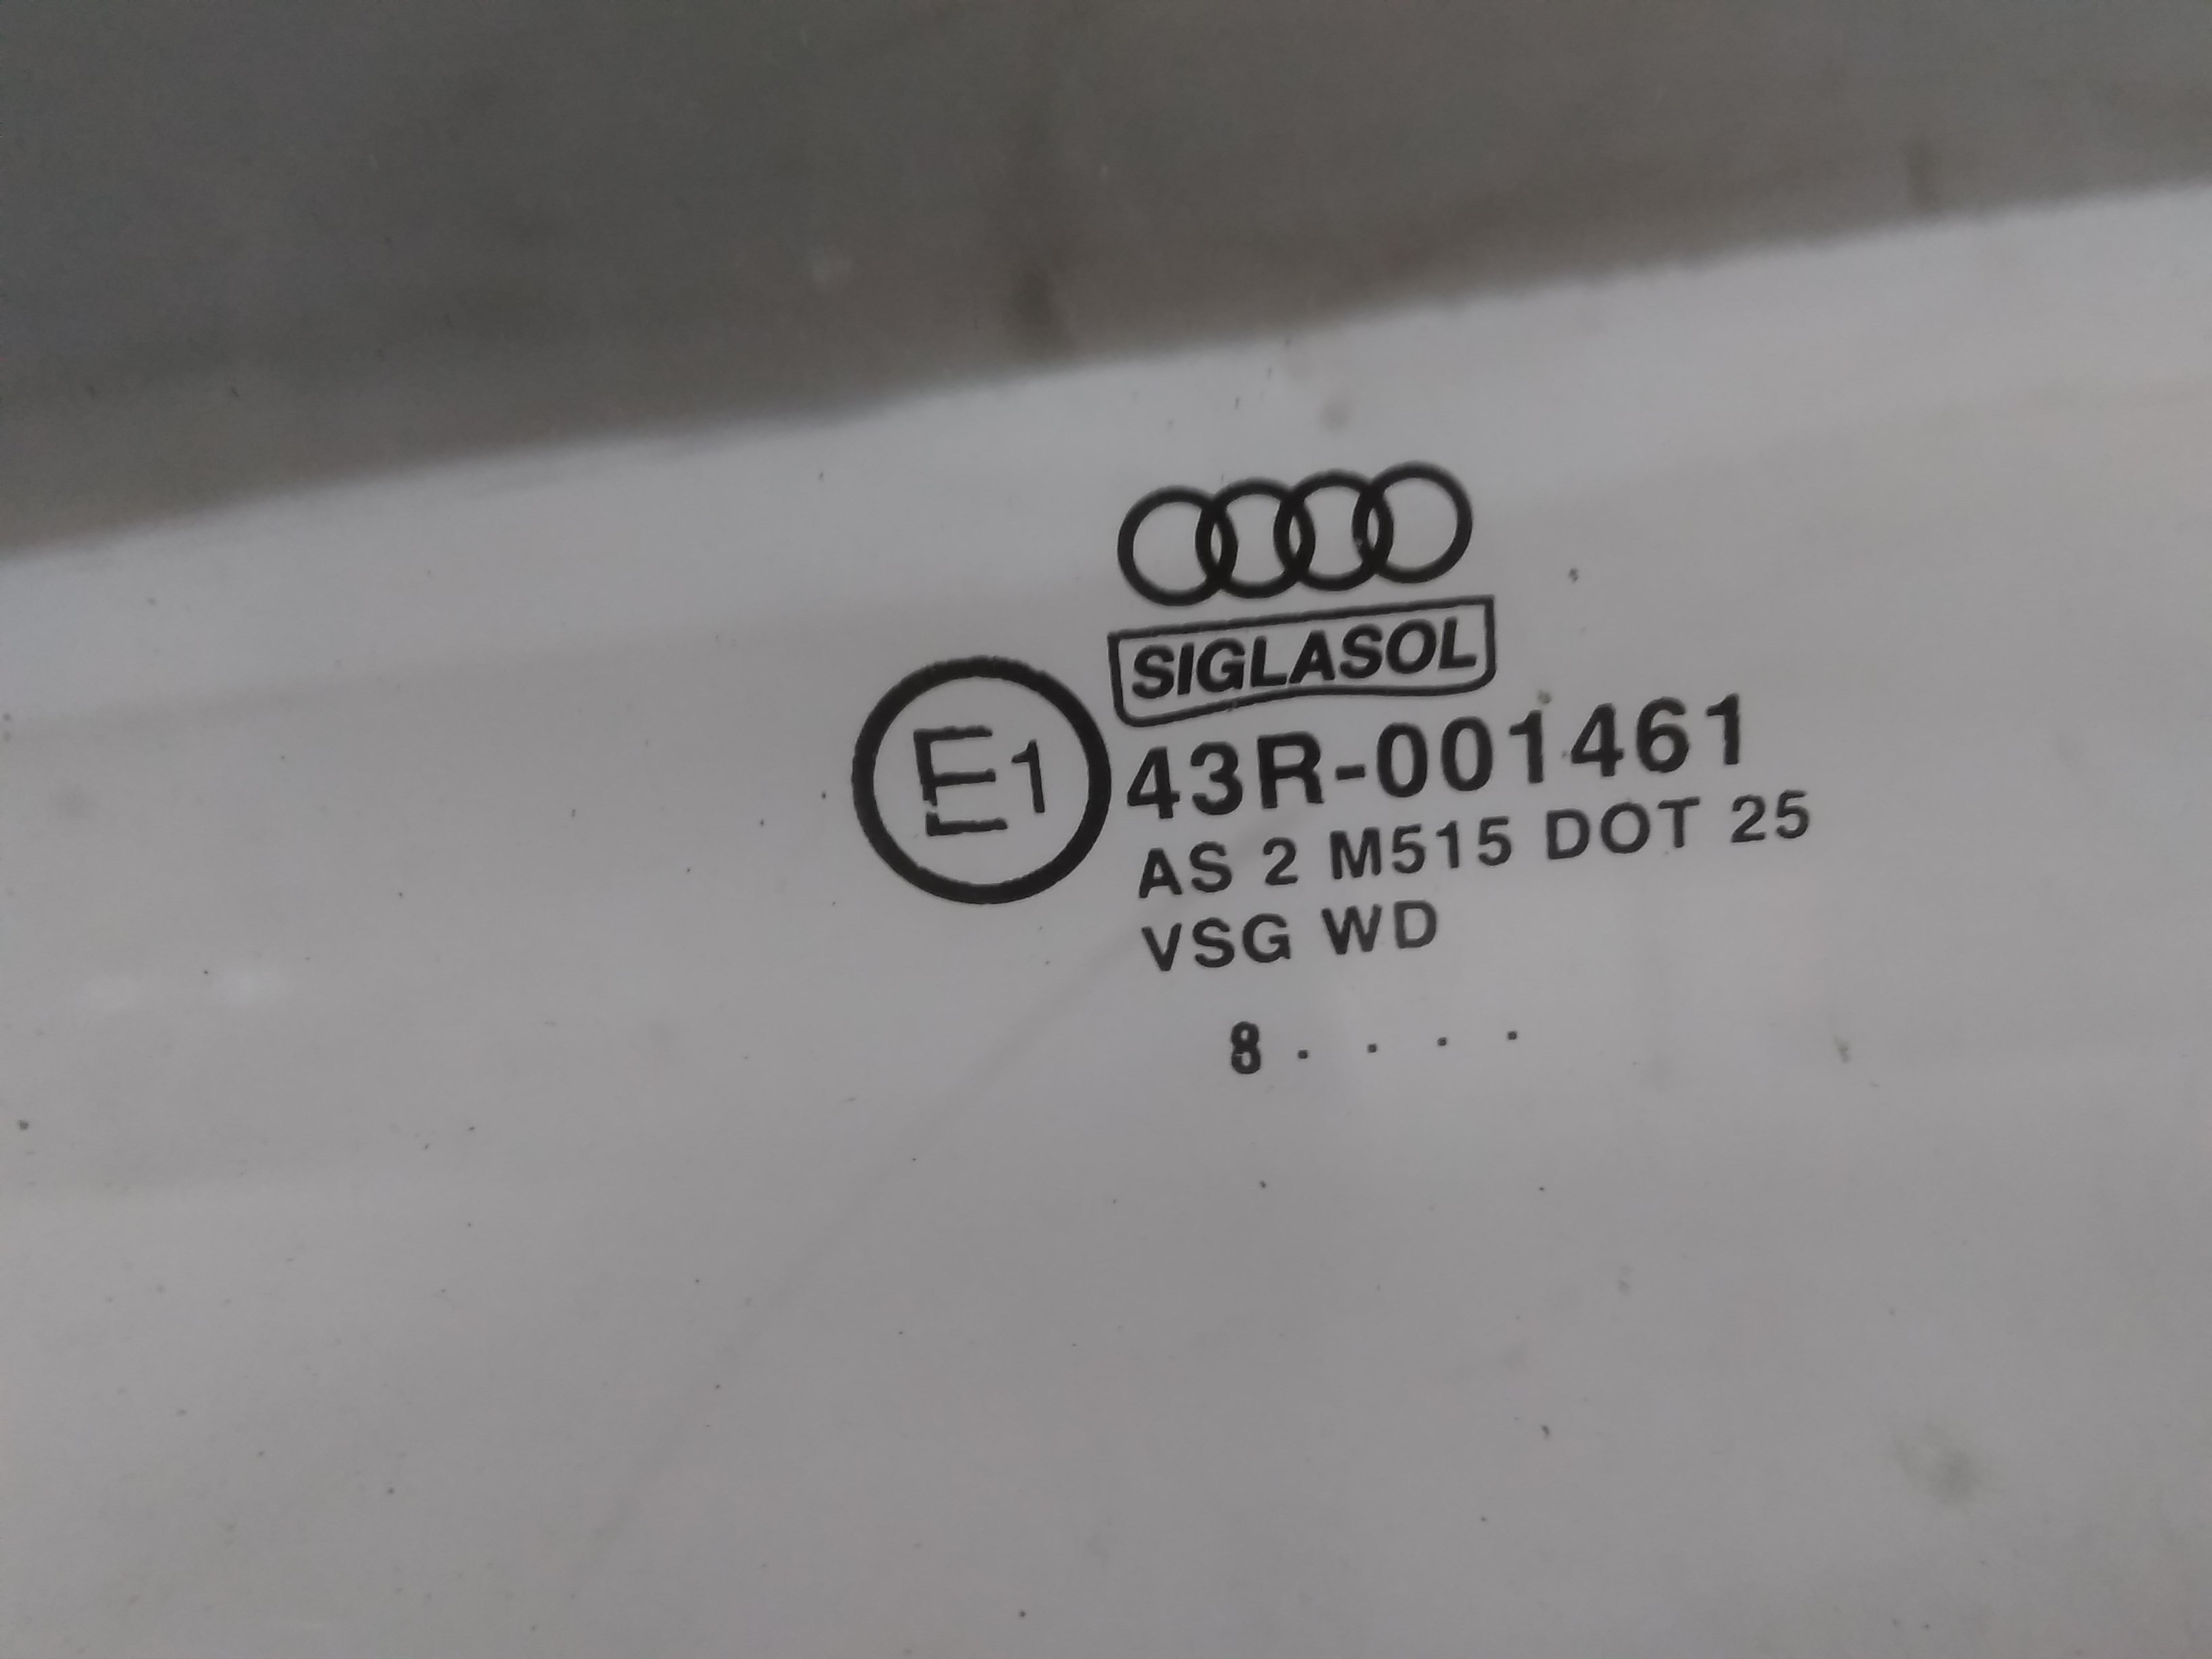 SIGLASOL
E1
43R-001461
AS 2 M515 DOT 25
VSG WD
8 . . . .